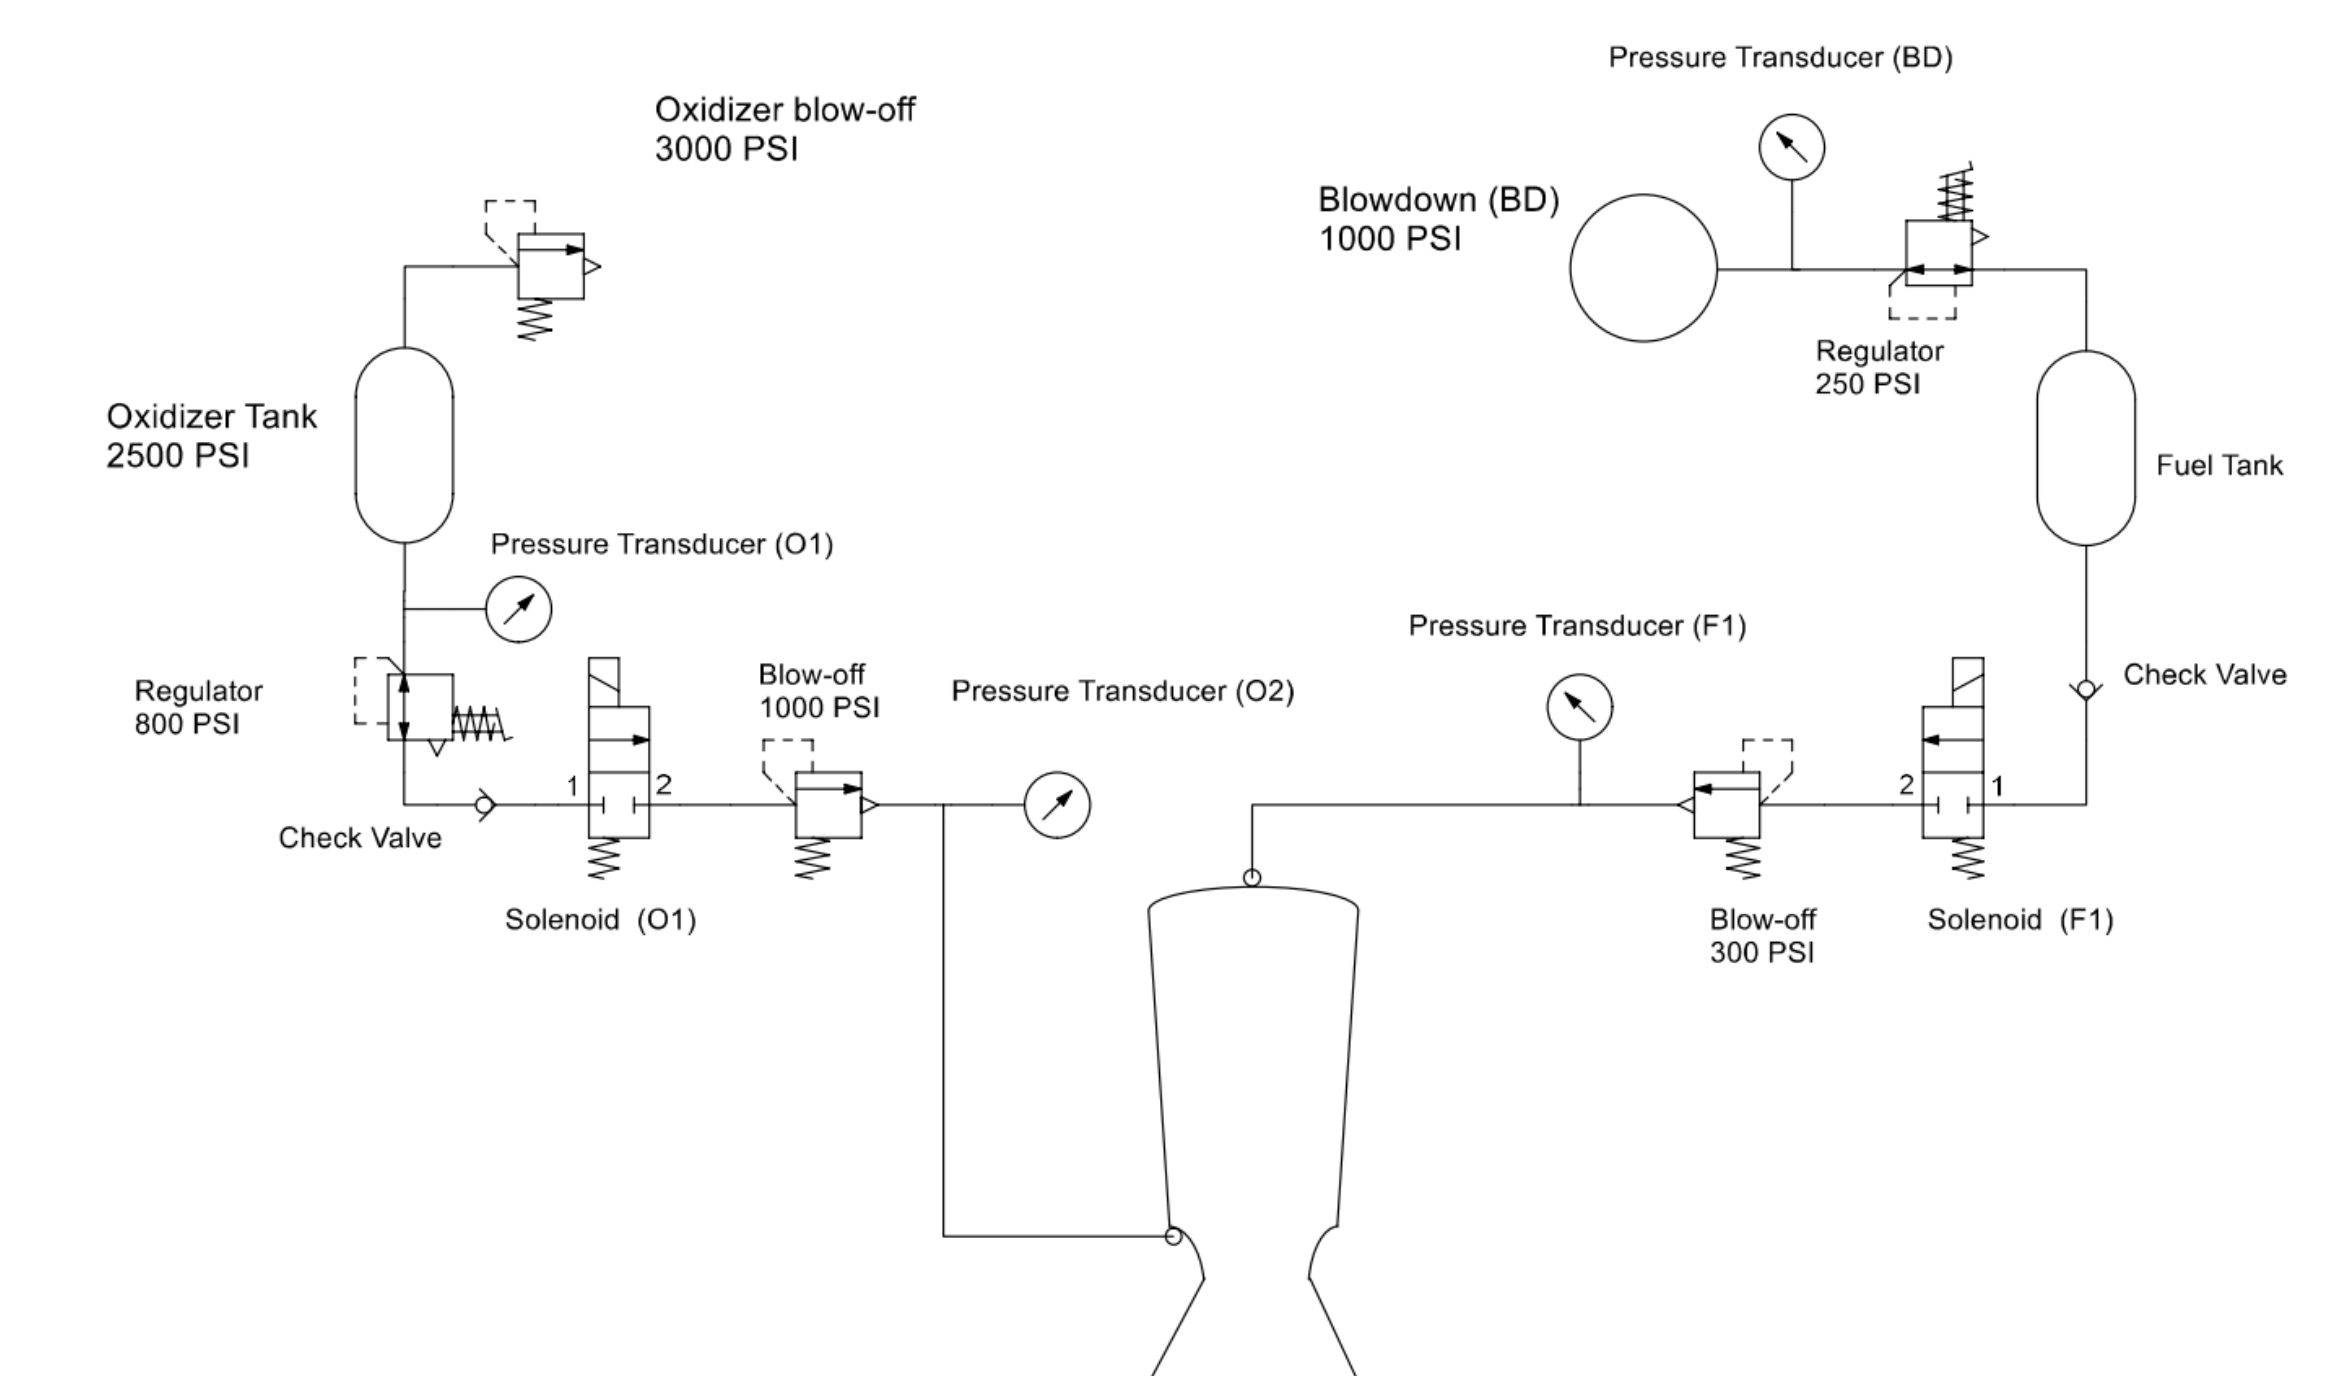 Pressure Transducer (BD)
Oxidizer blow-off
3000 PSI
Blowdown (BD)
1000 PSI
Regulator
250 PSI
Oxidizer Tank
2500 PSI
Fuel Tank
Pressure Transducer (O1)
Pressure Transducer (F1)
Regulator
800 PSI
Blow-off
1000 PSI
Pressure Transducer (O2)
Check Valve
1
2
2
1
Check Valve
Solenoid (O1)
Blow-off
300 PSI
Solenoid (F1)